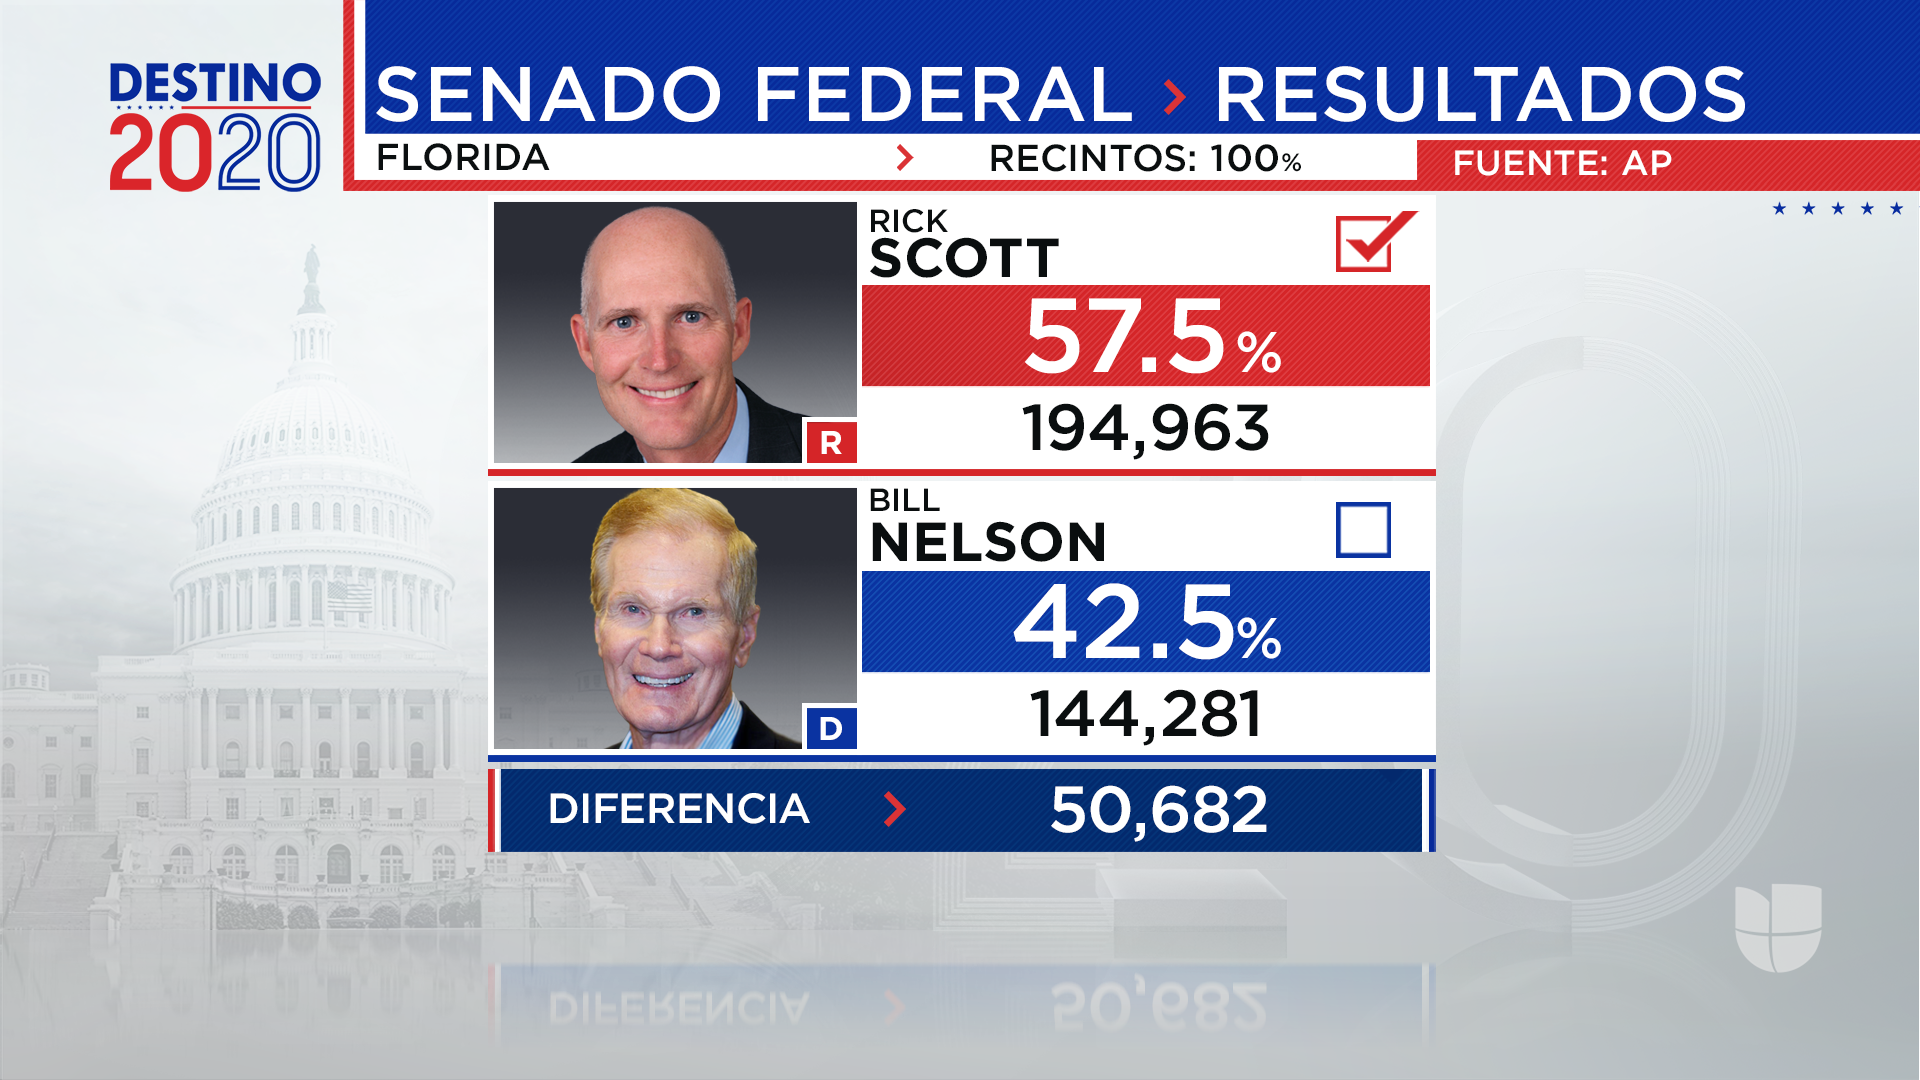 DESTINO
2020
SENADO FEDERAL > RESULTADOS
FLORIDA > RECINTOS: 100%
FUENTE: AP
RICK
SCOTT
57.5%
194,963
R
BILL
NELSON
42.5%
144,281
D
DIFERENCIA > 50,682